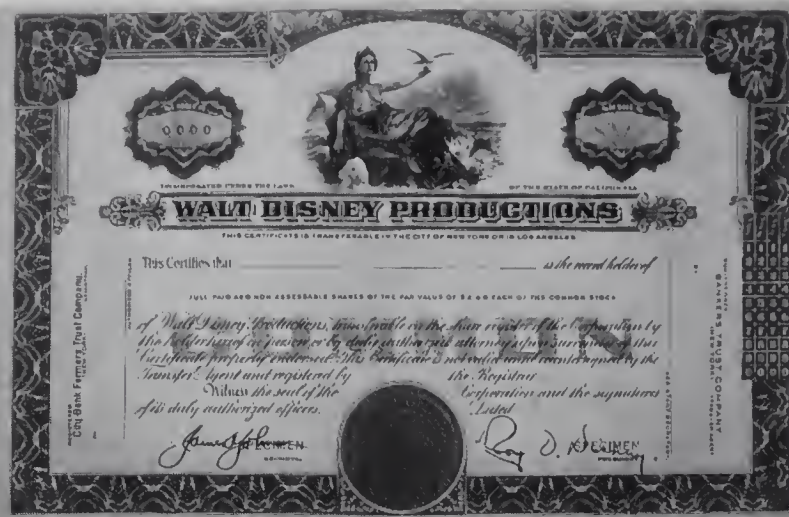 0000
INCORPORATED UNDER THE LAWS OF THE STATE OF CALIFORNIA
WALT DISNEY PRODUCTIONS
THIS CERTIFICATE IS TRANSFERABLE IN THE CITY OF NEW YORK OR IN LOS ANGELES
This Certifies that is the record holder of
FULL PAID AND NON ASSESSABLE SHARES OF THE PAR VALUE OF EACH OF THE COMMON STOCK
of Walt Disney Productions, transferable on the share register of the Corporation by
the holder hereof in person or by duly authorized attorney upon surrender of this
Certificate properly endorsed. This Certificate is not valid until countersigned by the
Transfer Agent and registered by the Registrar.
Witness the seal of the Corporation and the signatures
of its duly authorized officers. Dated
SPECIMEN SPECIMEN
Roy O. Disney
City Bank Farmers Trust Company
BANKERS TRUST COMPANY